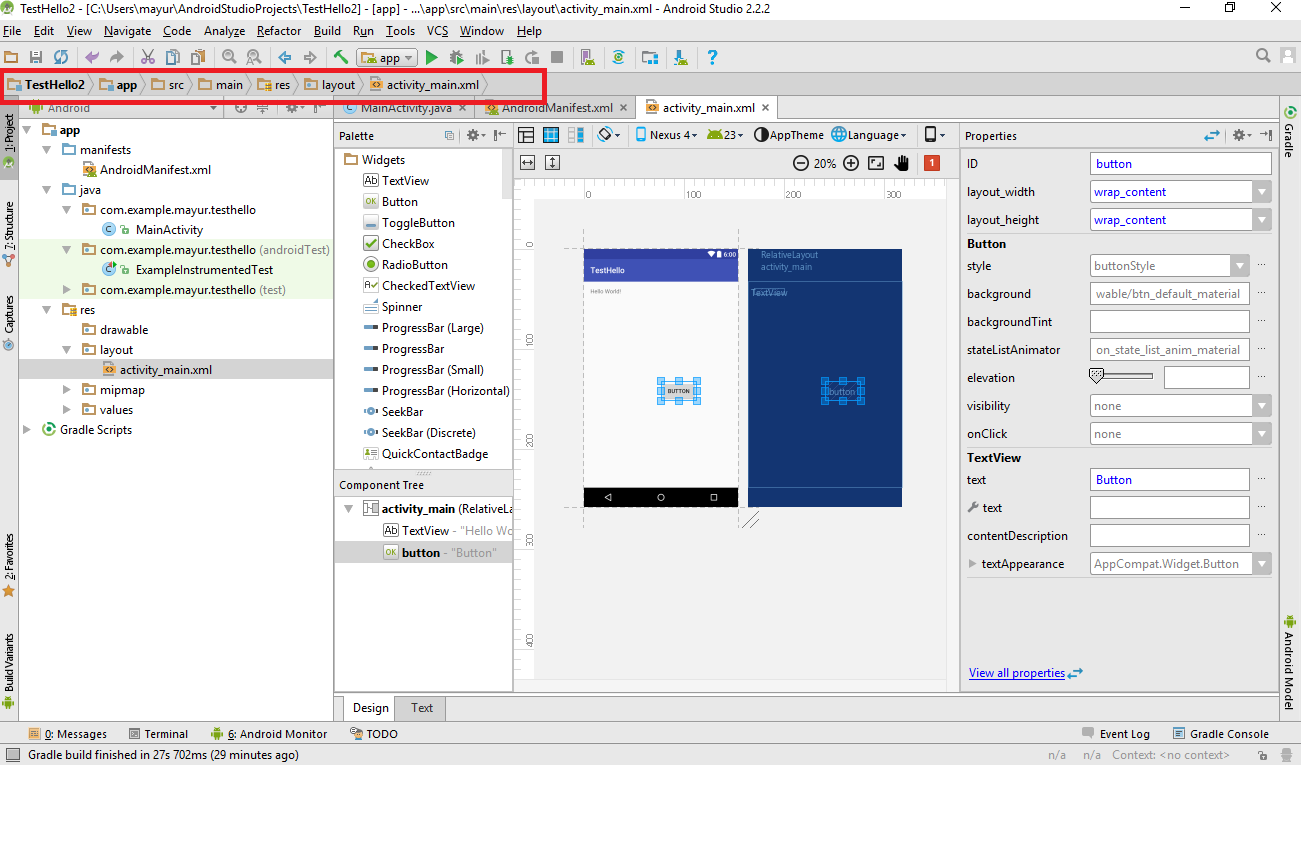 TestHello2 - [C:\Users\mayur\AndroidStudioProjects\TestHello2] - [app] - ...\app\src\main\res\layout\activity_main.xml - Android Studio 2.2.2
File Edit View Navigate Code Analyze Refactor Build Run Tools VCS Window Help
app
TestHello2 app src main res layout activity_main.xml
Android
MainActivity.java AndroidManifest.xml activity_main.xml
1: Project
7: Structure
Captures
2: Favorites
Build Variants
app
manifests
AndroidManifest.xml
java
com.example.mayur.testhello
MainActivity
com.example.mayur.testhello (androidTest)
ExampleInstrumentedTest
com.example.mayur.testhello (test)
res
drawable
layout
activity_main.xml
mipmap
values
Gradle Scripts
Palette
Widgets
Ab TextView
OK Button
ToggleButton
CheckBox
RadioButton
CheckedTextView
Spinner
ProgressBar (Large)
ProgressBar
ProgressBar (Small)
ProgressBar (Horizontal)
SeekBar
SeekBar (Discrete)
QuickContactBadge
Component Tree
activity_main (RelativeLa
Ab TextView - "Hello Wo
OK button - "Button"
Nexus 4 23 AppTheme Language
20% 1
0 100 200 300
0
100
200
300
400
6:00
TestHello
Hello World!
BUTTON
RelativeLayout
activity_main
TextView
button
Design Text
Properties
ID button
layout_width wrap_content
layout_height wrap_content
Button
style buttonStyle ...
background wable/btn_default_material ...
backgroundTint ...
stateListAnimator on_state_list_anim_material ...
elevation ...
visibility none
onClick none
TextView
text Button ...
text ...
contentDescription ...
textAppearance AppCompat.Widget.Button
View all properties
Gradle
Android Model
0: Messages Terminal 6: Android Monitor TODO Event Log Gradle Console
Gradle build finished in 27s 702ms (29 minutes ago) n/a n/a Context: <no context>